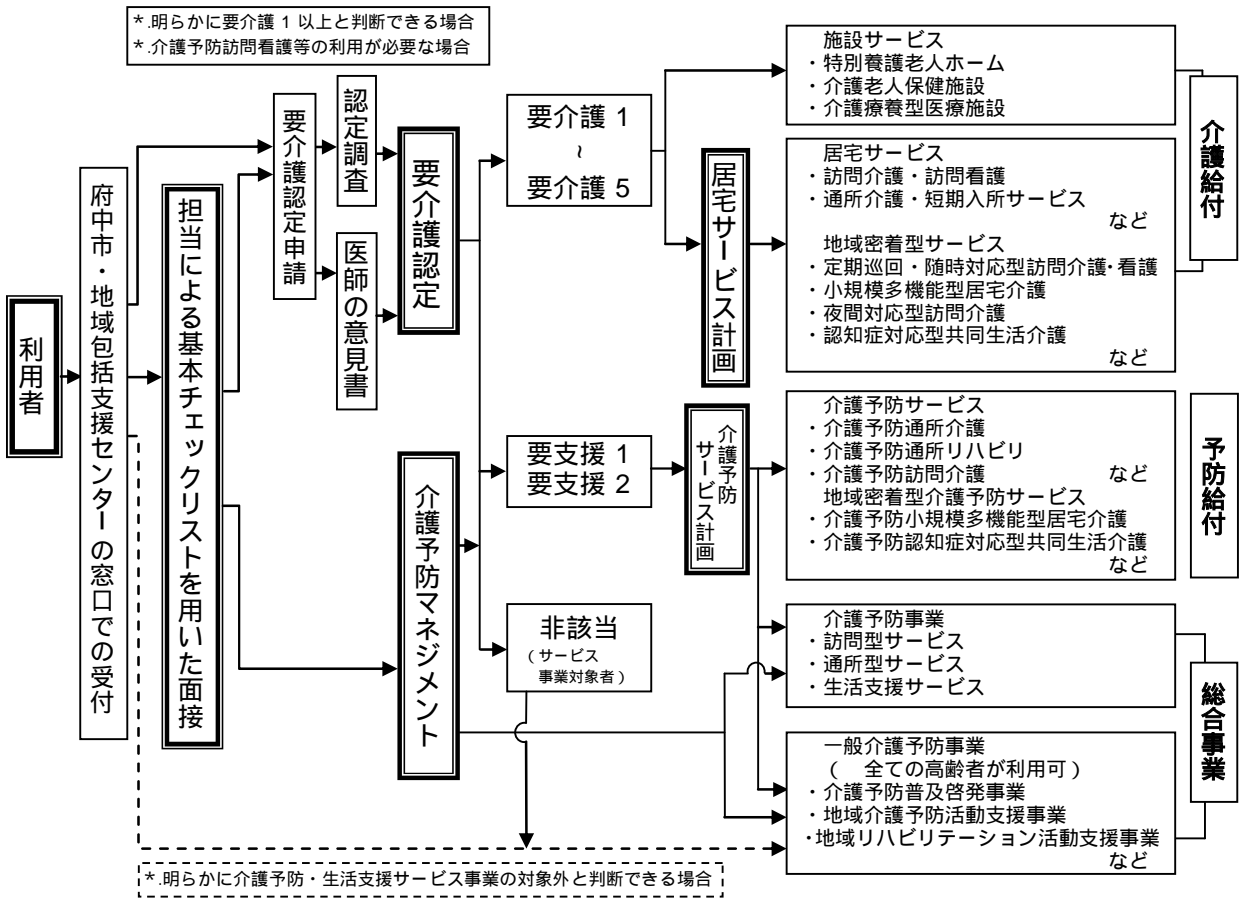 *.明らかに要介護 1 以上と判断できる場合
*.介護予防訪問看護等の利用が必要な場合
利用者
府中市・地域包括支援センターの窓口での受付
担当による基本チェックリストを用いた面接
要介護認定申請
認定調査
医師の意見書
要介護認定
介護予防マネジメント
要介護 1
~
要介護 5
要支援 1
要支援 2
非該当
(サービス
事業対象者)
居宅サービス計画
介護予防
サービス計画
施設サービス
・特別養護老人ホーム
・介護老人保健施設
・介護療養型医療施設
居宅サービス
・訪問介護・訪問看護
・通所介護・短期入所サービス
など
地域密着型サービス
・定期巡回・随時対応型訪問介護・看護
・小規模多機能型居宅介護
・夜間対応型訪問介護
・認知症対応型共同生活介護
など
介護給付
介護予防サービス
・介護予防通所介護
・介護予防通所リハビリ
・介護予防訪問介護 など
地域密着型介護予防サービス
・介護予防小規模多機能型居宅介護
・介護予防認知症対応型共同生活介護
など
予防給付
介護予防事業
・訪問型サービス
・通所型サービス
・生活支援サービス
一般介護予防事業
( 全ての高齢者が利用可)
・介護予防普及啓発事業
・地域介護予防活動支援事業
・地域リハビリテーション活動支援事業
など
総合事業
*.明らかに介護予防・生活支援サービス事業の対象外と判断できる場合